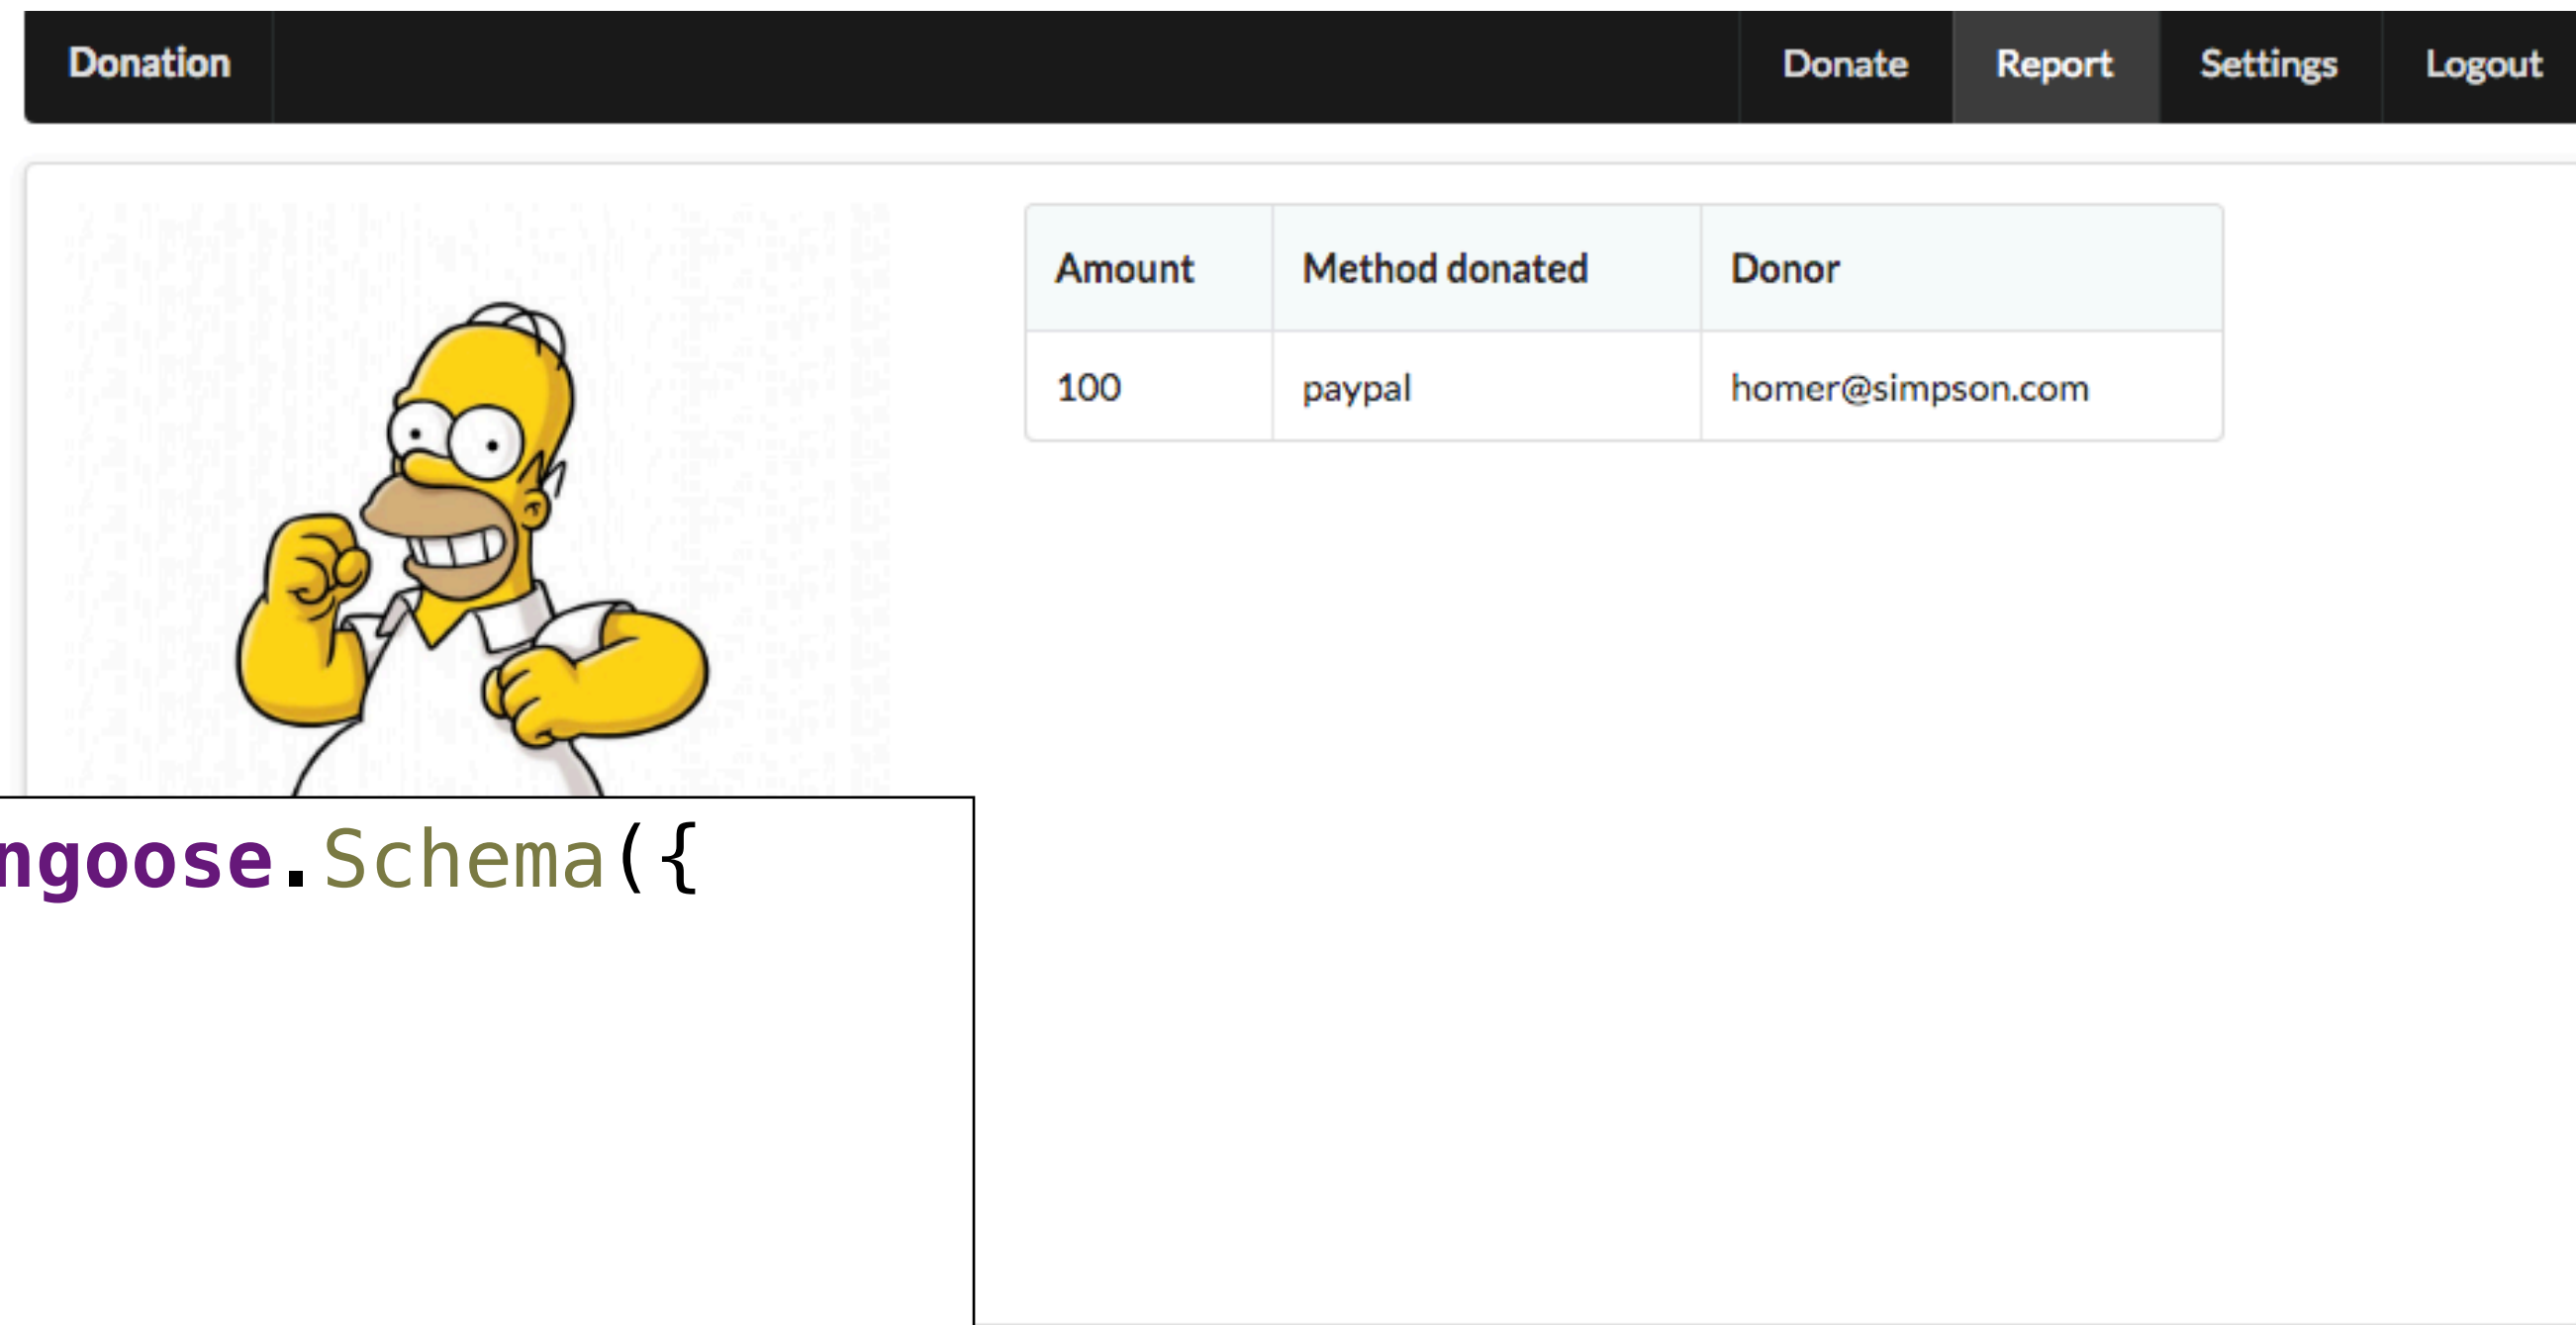 Donation Donate Report Settings Logout
Amount Method donated Donor
100 paypal homer@simpson.com
ngoose.Schema({